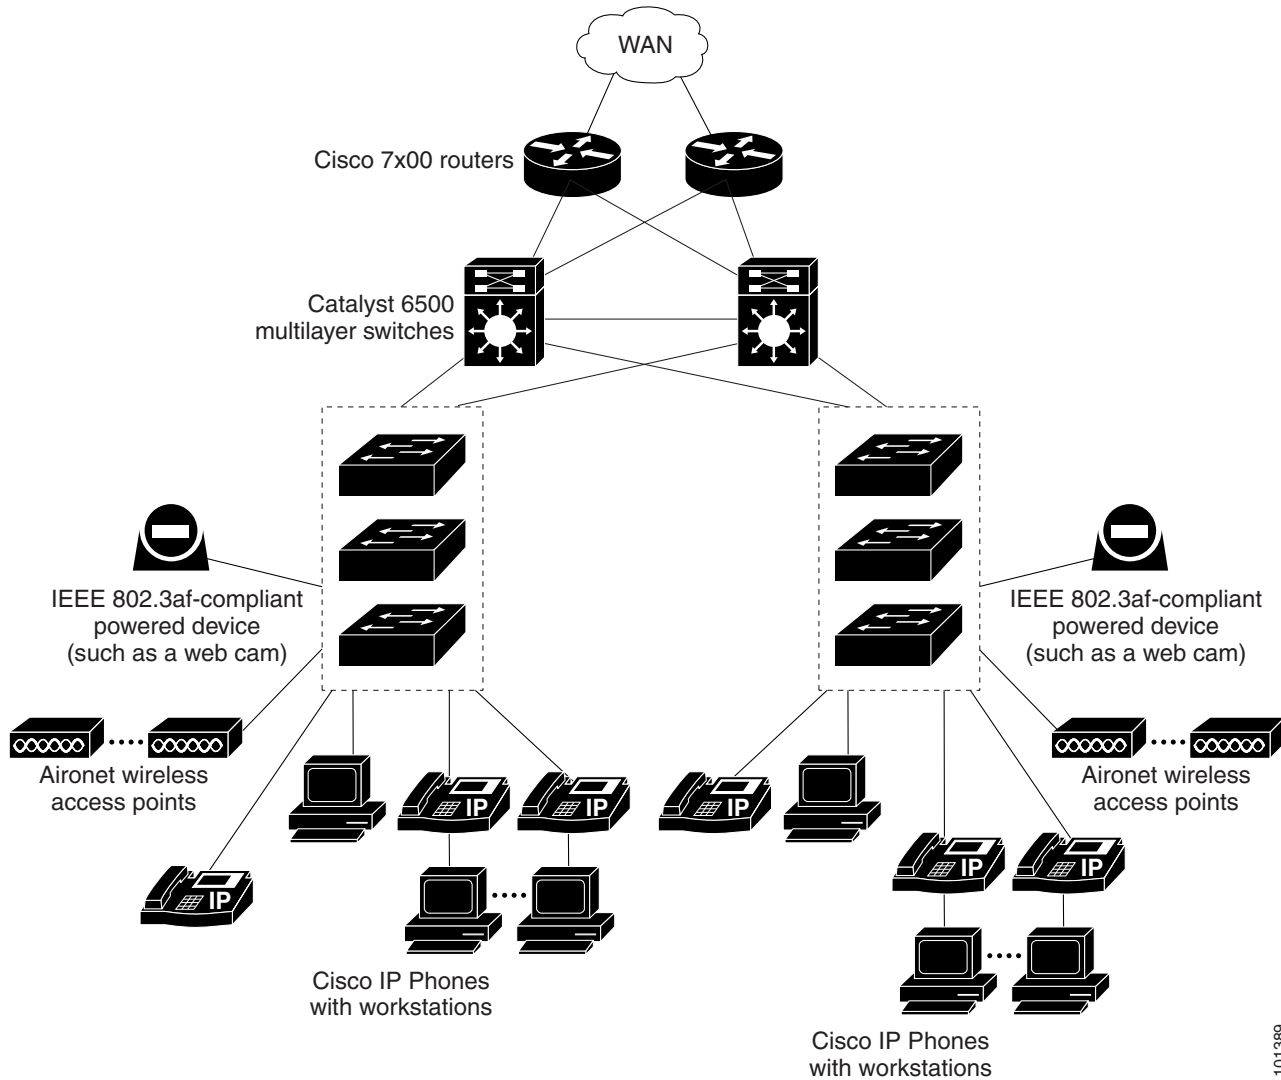 WAN
Cisco 7x00 routers
Catalyst 6500
multilayer switches
IEEE 802.3af-compliant
powered device
(such as a web cam)
IEEE 802.3af-compliant
powered device
(such as a web cam)
Aironet wireless
access points
Aironet wireless
access points
IP
IP
IP
IP
IP
IP
Cisco IP Phones
with workstations
Cisco IP Phones
with workstations
101389